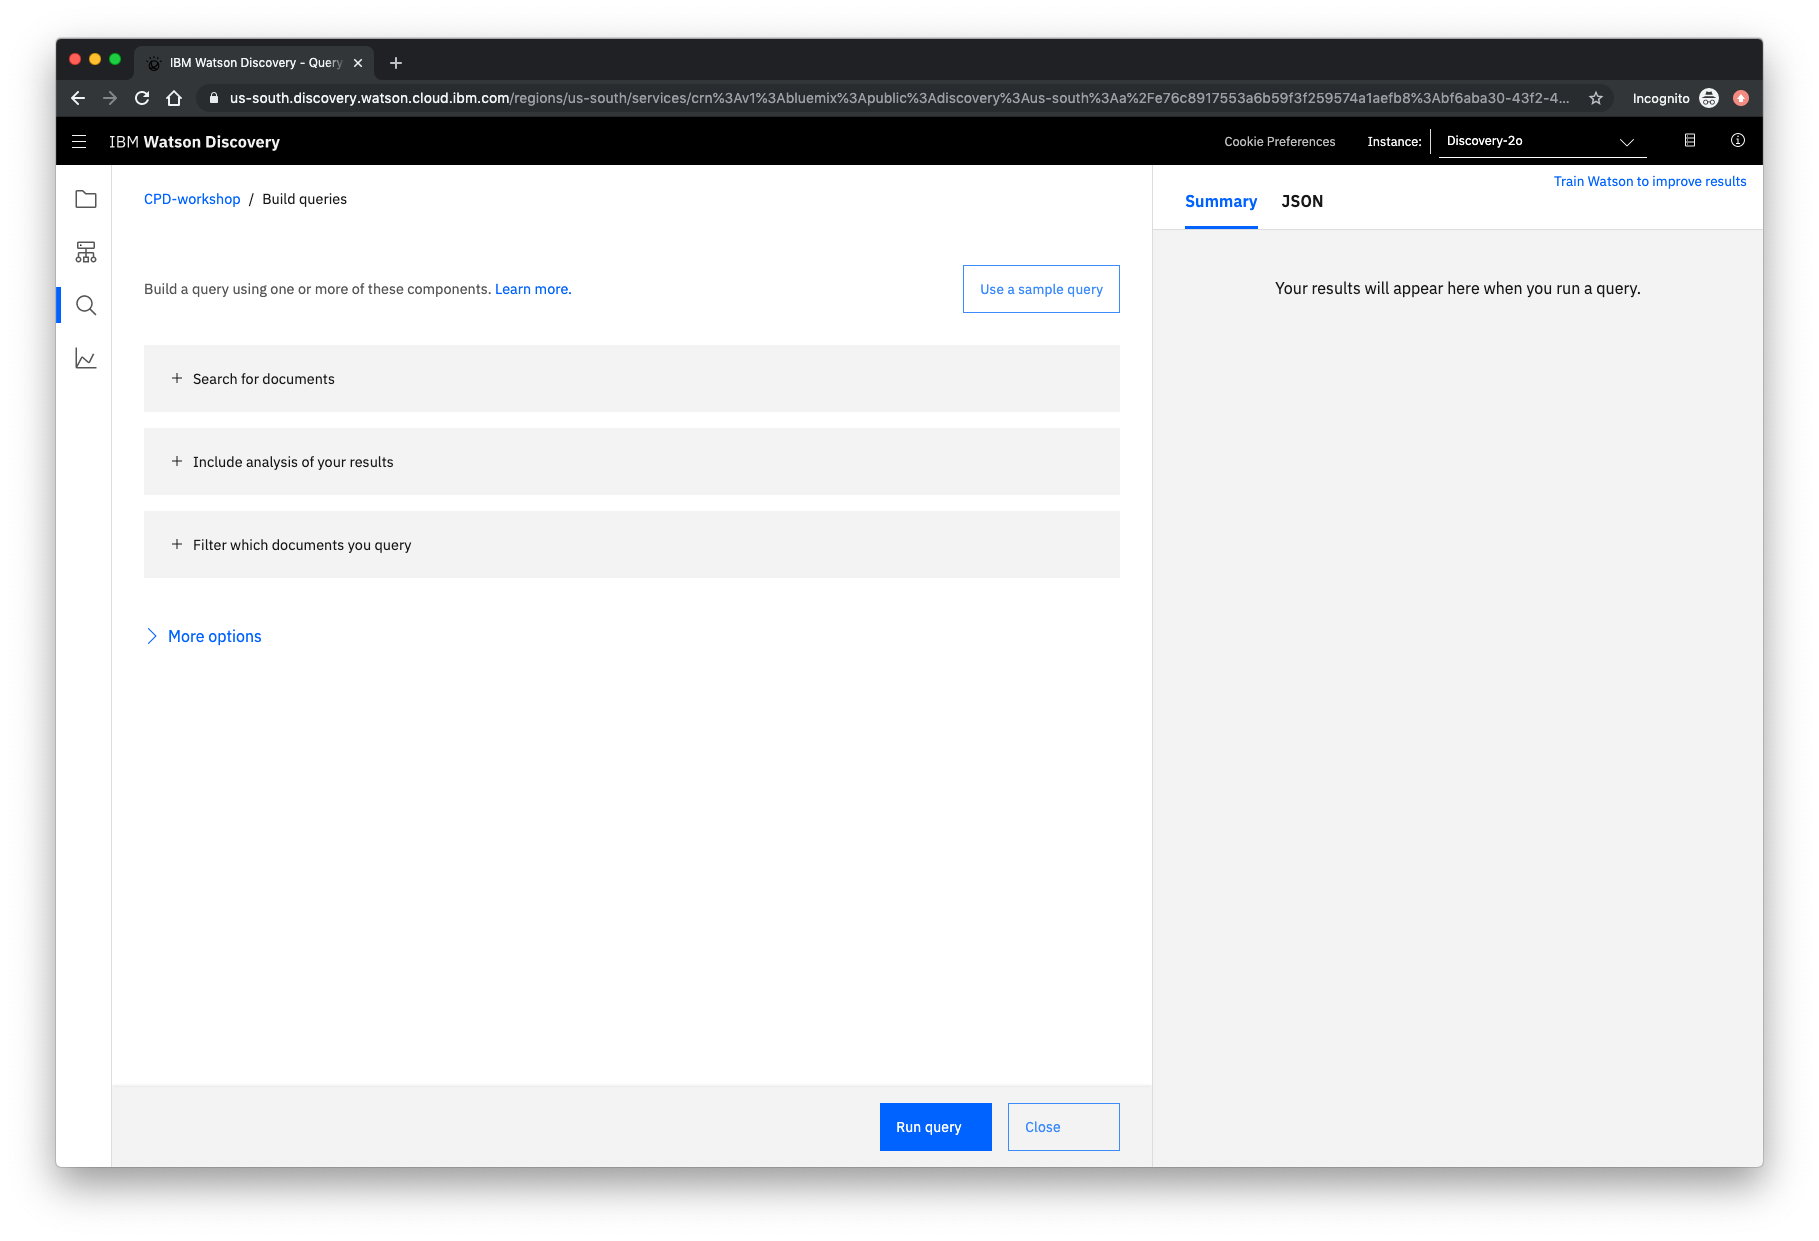 IBM Watson Discovery - Query
us-south.discovery.watson.cloud.ibm.com/regions/us-south/services/crn%3Av1%3Abluemix%3Apublic%3Adiscovery%3Aus-south%3Aa%2Fe76c8917553a6b59f3f259574a1aefb8%3Abf6aba30-43f2-4...
Incognito
IBM Watson Discovery
Cookie Preferences
Instance:
Discovery-2o
CPD-workshop / Build queries
Train Watson to improve results
Summary
JSON
Build a query using one or more of these components. Learn more.
Use a sample query
Your results will appear here when you run a query.
+ Search for documents
+ Include analysis of your results
+ Filter which documents you query
More options
Run query
Close